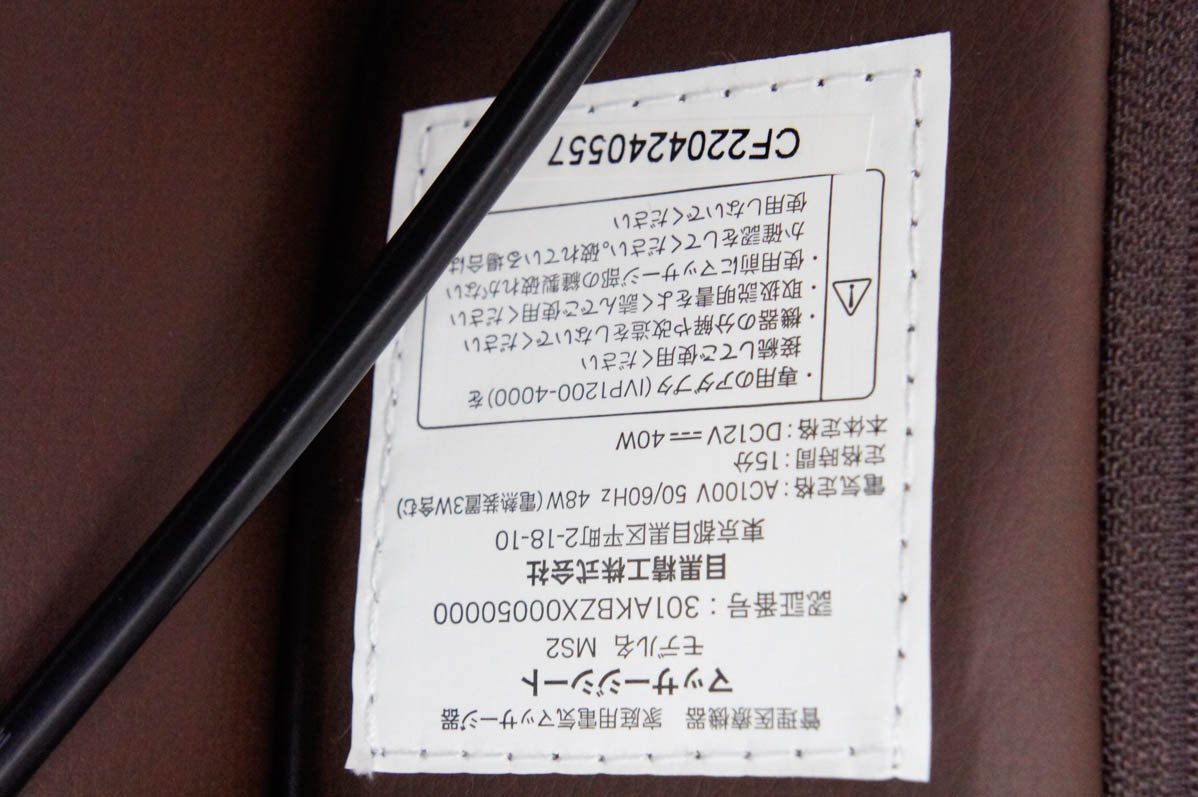 管理医療機器 家庭用電気マッサージ器
マッサージシート
モデル名 MS2
認証番号：301AKBZX00050000
目黒精工株式会社
東京都目黒区平町2-18-10
電気定格：AC100V 50/60Hz 48W(電熱装置3W含む)
定格時間：15分
本体定格：DC12V⎓40W
・専用のアダプタ(IVP1200-4000)を
接続してご使用ください
・機器の分解や改造をしないでください
・取扱説明書をよく読んでご使用ください
・使用前にマッサージ部の縫製破れがない
か確認をしてください。破れている場合は
使用しないでください
CF2204240557